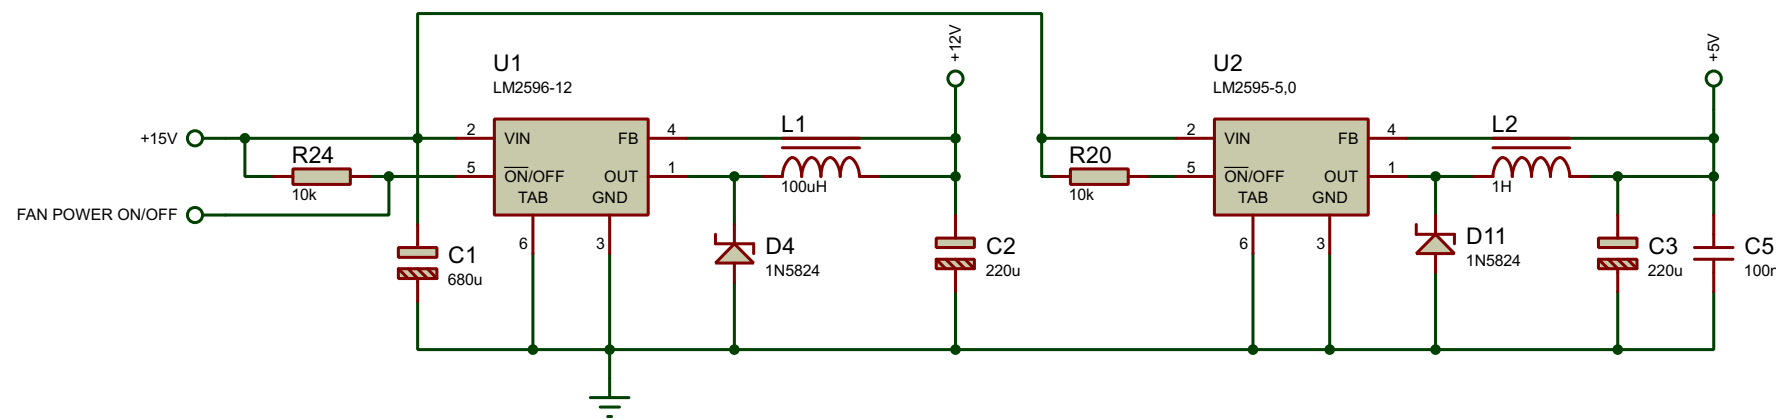 +15V
R24
10k
FAN POWER ON/OFF
C1
680u
U1
LM2596-12
2
VIN
FB
4
5
ON/OFF
OUT
1
TAB
GND
6
3
L1
100uH
D4
1N5824
+12V
C2
220u
R20
10k
U2
LM2595-5,0
2
VIN
FB
4
5
ON/OFF
OUT
1
TAB
GND
6
3
L2
1H
D11
1N5824
+5V
C3
220u
C5
100n